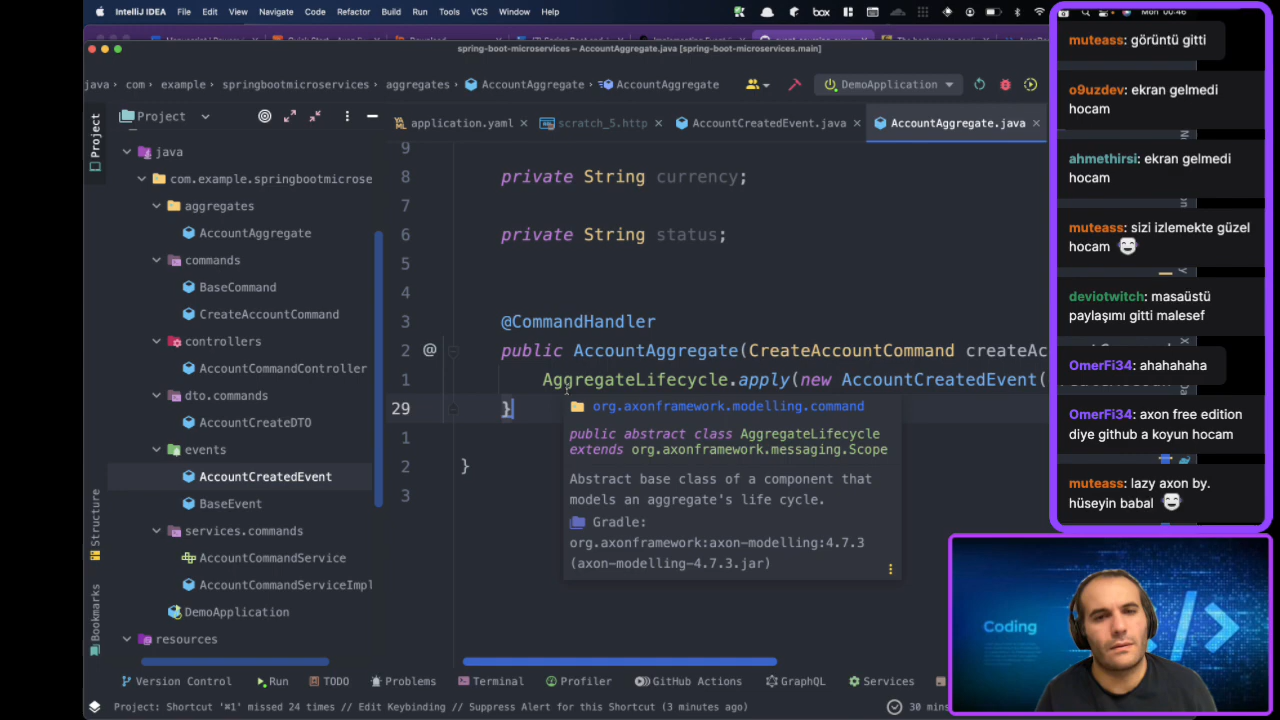 IntelliJ IDEA File Edit View Navigate Code Refactor Build Run Tools VCS Window Help
box
Mon 00:46
spring-boot-microservices – AccountAggregate.java [spring-boot-microservices.main]
java com example springbootmicroservices aggregates AccountAggregate AccountAggregate
DemoApplication
Project
Project
application.yaml
scratch_5.http
AccountCreatedEvent.java
AccountAggregate.java
java
com.example.springbootmicrose
aggregates
AccountAggregate
commands
BaseCommand
CreateAccountCommand
controllers
AccountCommandController
dto.commands
AccountCreateDTO
events
AccountCreatedEvent
BaseEvent
services.commands
AccountCommandService
AccountCommandServiceImpl
DemoApplication
resources
Structure
Bookmarks
9
8 private String currency;
7
6 private String status;
5
4
3 @CommandHandler
2 @ public AccountAggregate(CreateAccountCommand createAc
1 AggregateLifecycle.apply(new AccountCreatedEvent(
29 }
1
2 }
3
org.axonframework.modelling.command
public abstract class AggregateLifecycle
extends org.axonframework.messaging.Scope
Abstract base class of a component that
models an aggregate's life cycle.
Gradle:
org.axonframework:axon-modelling:4.7.3
(axon-modelling-4.7.3.jar)
Version Control Run TODO Problems Terminal Profiler GitHub Actions GraphQL Services
Project: Shortcut '⌘1' missed 24 times // Edit Keybinding // Suppress Alert for this Shortcut (3 minutes ago)
30 mins
muteass: görüntü gitti
o9uzdev: ekran gelmedi
hocam
ahmethirsi: ekran gelmedi
hocam
muteass: sizi izlemekte güzel
hocam
deviotwitch: masaüstü
paylaşımı gitti malesef
OmerFi34: ahahahaha
OmerFi34: axon free edition
diye github a koyun hocam
muteass: lazy axon by.
hüseyin babal
Coding